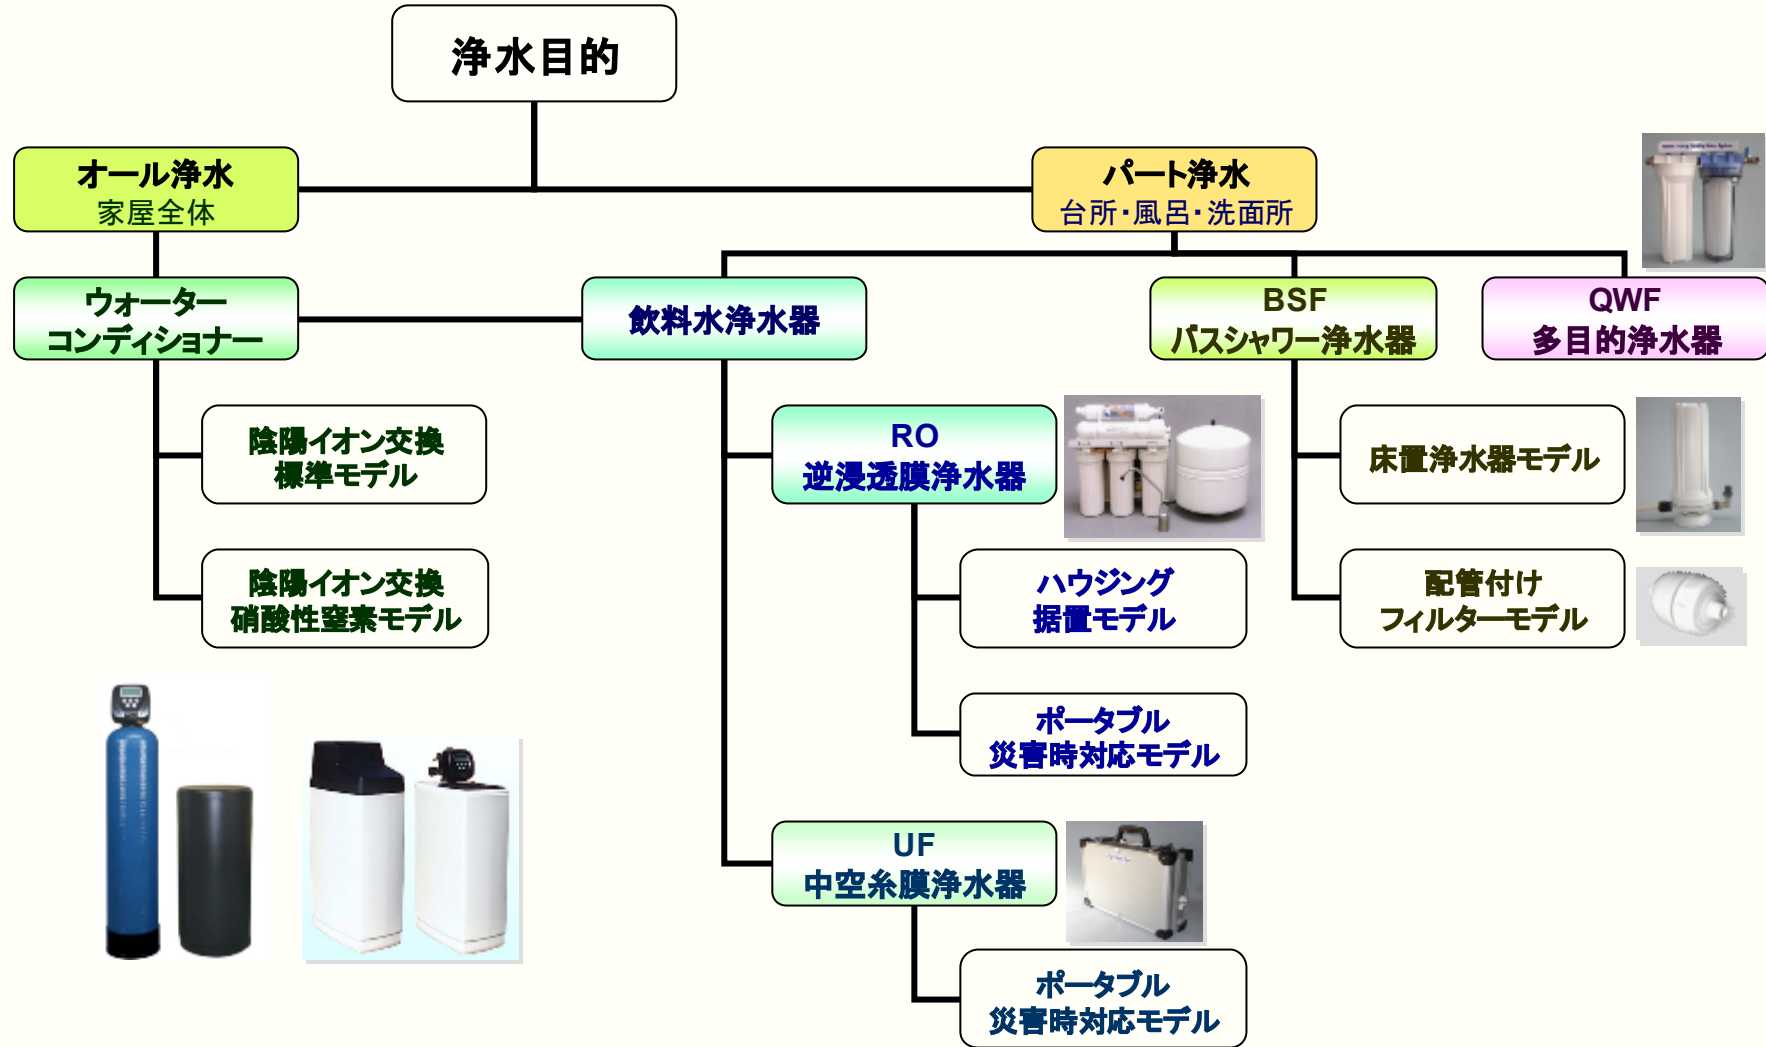 浄水目的
オール浄水
家屋全体
パート浄水
台所・風呂・洗面所
ウォーター
コンディショナー
飲料水浄水器
BSF
バスシャワー浄水器
QWF
多目的浄水器
陰陽イオン交換
標準モデル
RO
逆浸透膜浄水器
床置浄水器モデル
陰陽イオン交換
硝酸性窒素モデル
ハウジング
据置モデル
配管付け
フィルターモデル
ポータブル
災害時対応モデル
UF
中空糸膜浄水器
ポータブル
災害時対応モデル